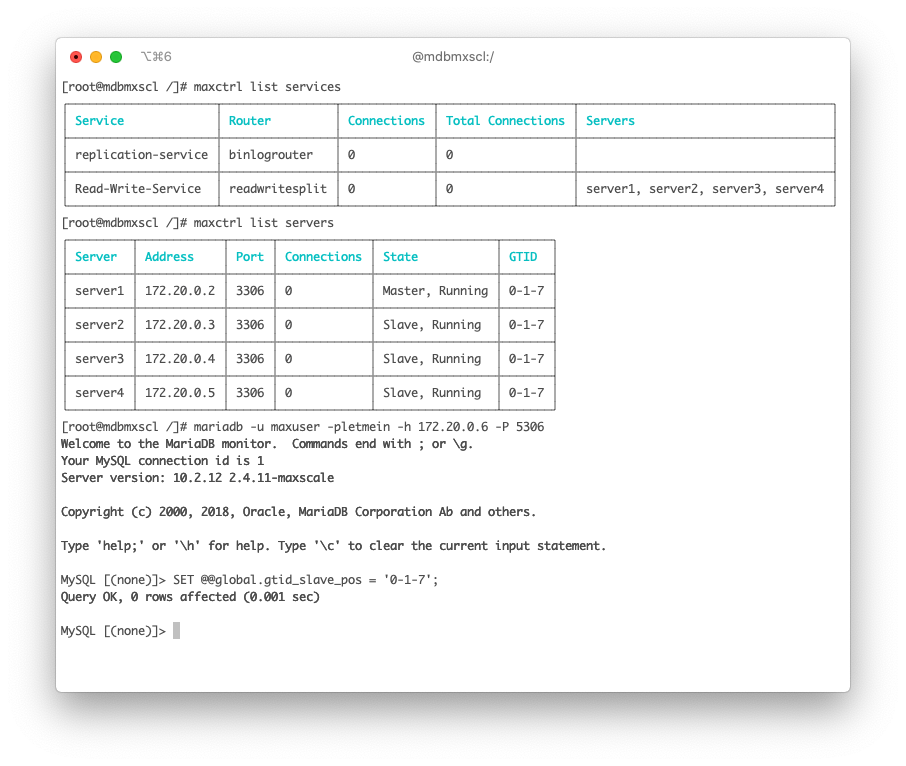 ⌥⌘6 @mdbmxscl:/
[root@mdbmxscl /]# maxctrl list services
Service Router Connections Total Connections Servers
replication-service binlogrouter 0 0
Read-Write-Service readwritesplit 0 0 server1, server2, server3, server4
[root@mdbmxscl /]# maxctrl list servers
Server Address Port Connections State GTID
server1 172.20.0.2 3306 0 Master, Running 0-1-7
server2 172.20.0.3 3306 0 Slave, Running 0-1-7
server3 172.20.0.4 3306 0 Slave, Running 0-1-7
server4 172.20.0.5 3306 0 Slave, Running 0-1-7
[root@mdbmxscl /]# mariadb -u maxuser -pletmein -h 172.20.0.6 -P 5306
Welcome to the MariaDB monitor.  Commands end with ; or \g.
Your MySQL connection id is 1
Server version: 10.2.12 2.4.11-maxscale
Copyright (c) 2000, 2018, Oracle, MariaDB Corporation Ab and others.
Type 'help;' or '\h' for help. Type '\c' to clear the current input statement.
MySQL [(none)]> SET @@global.gtid_slave_pos = '0-1-7';
Query OK, 0 rows affected (0.001 sec)
MySQL [(none)]>